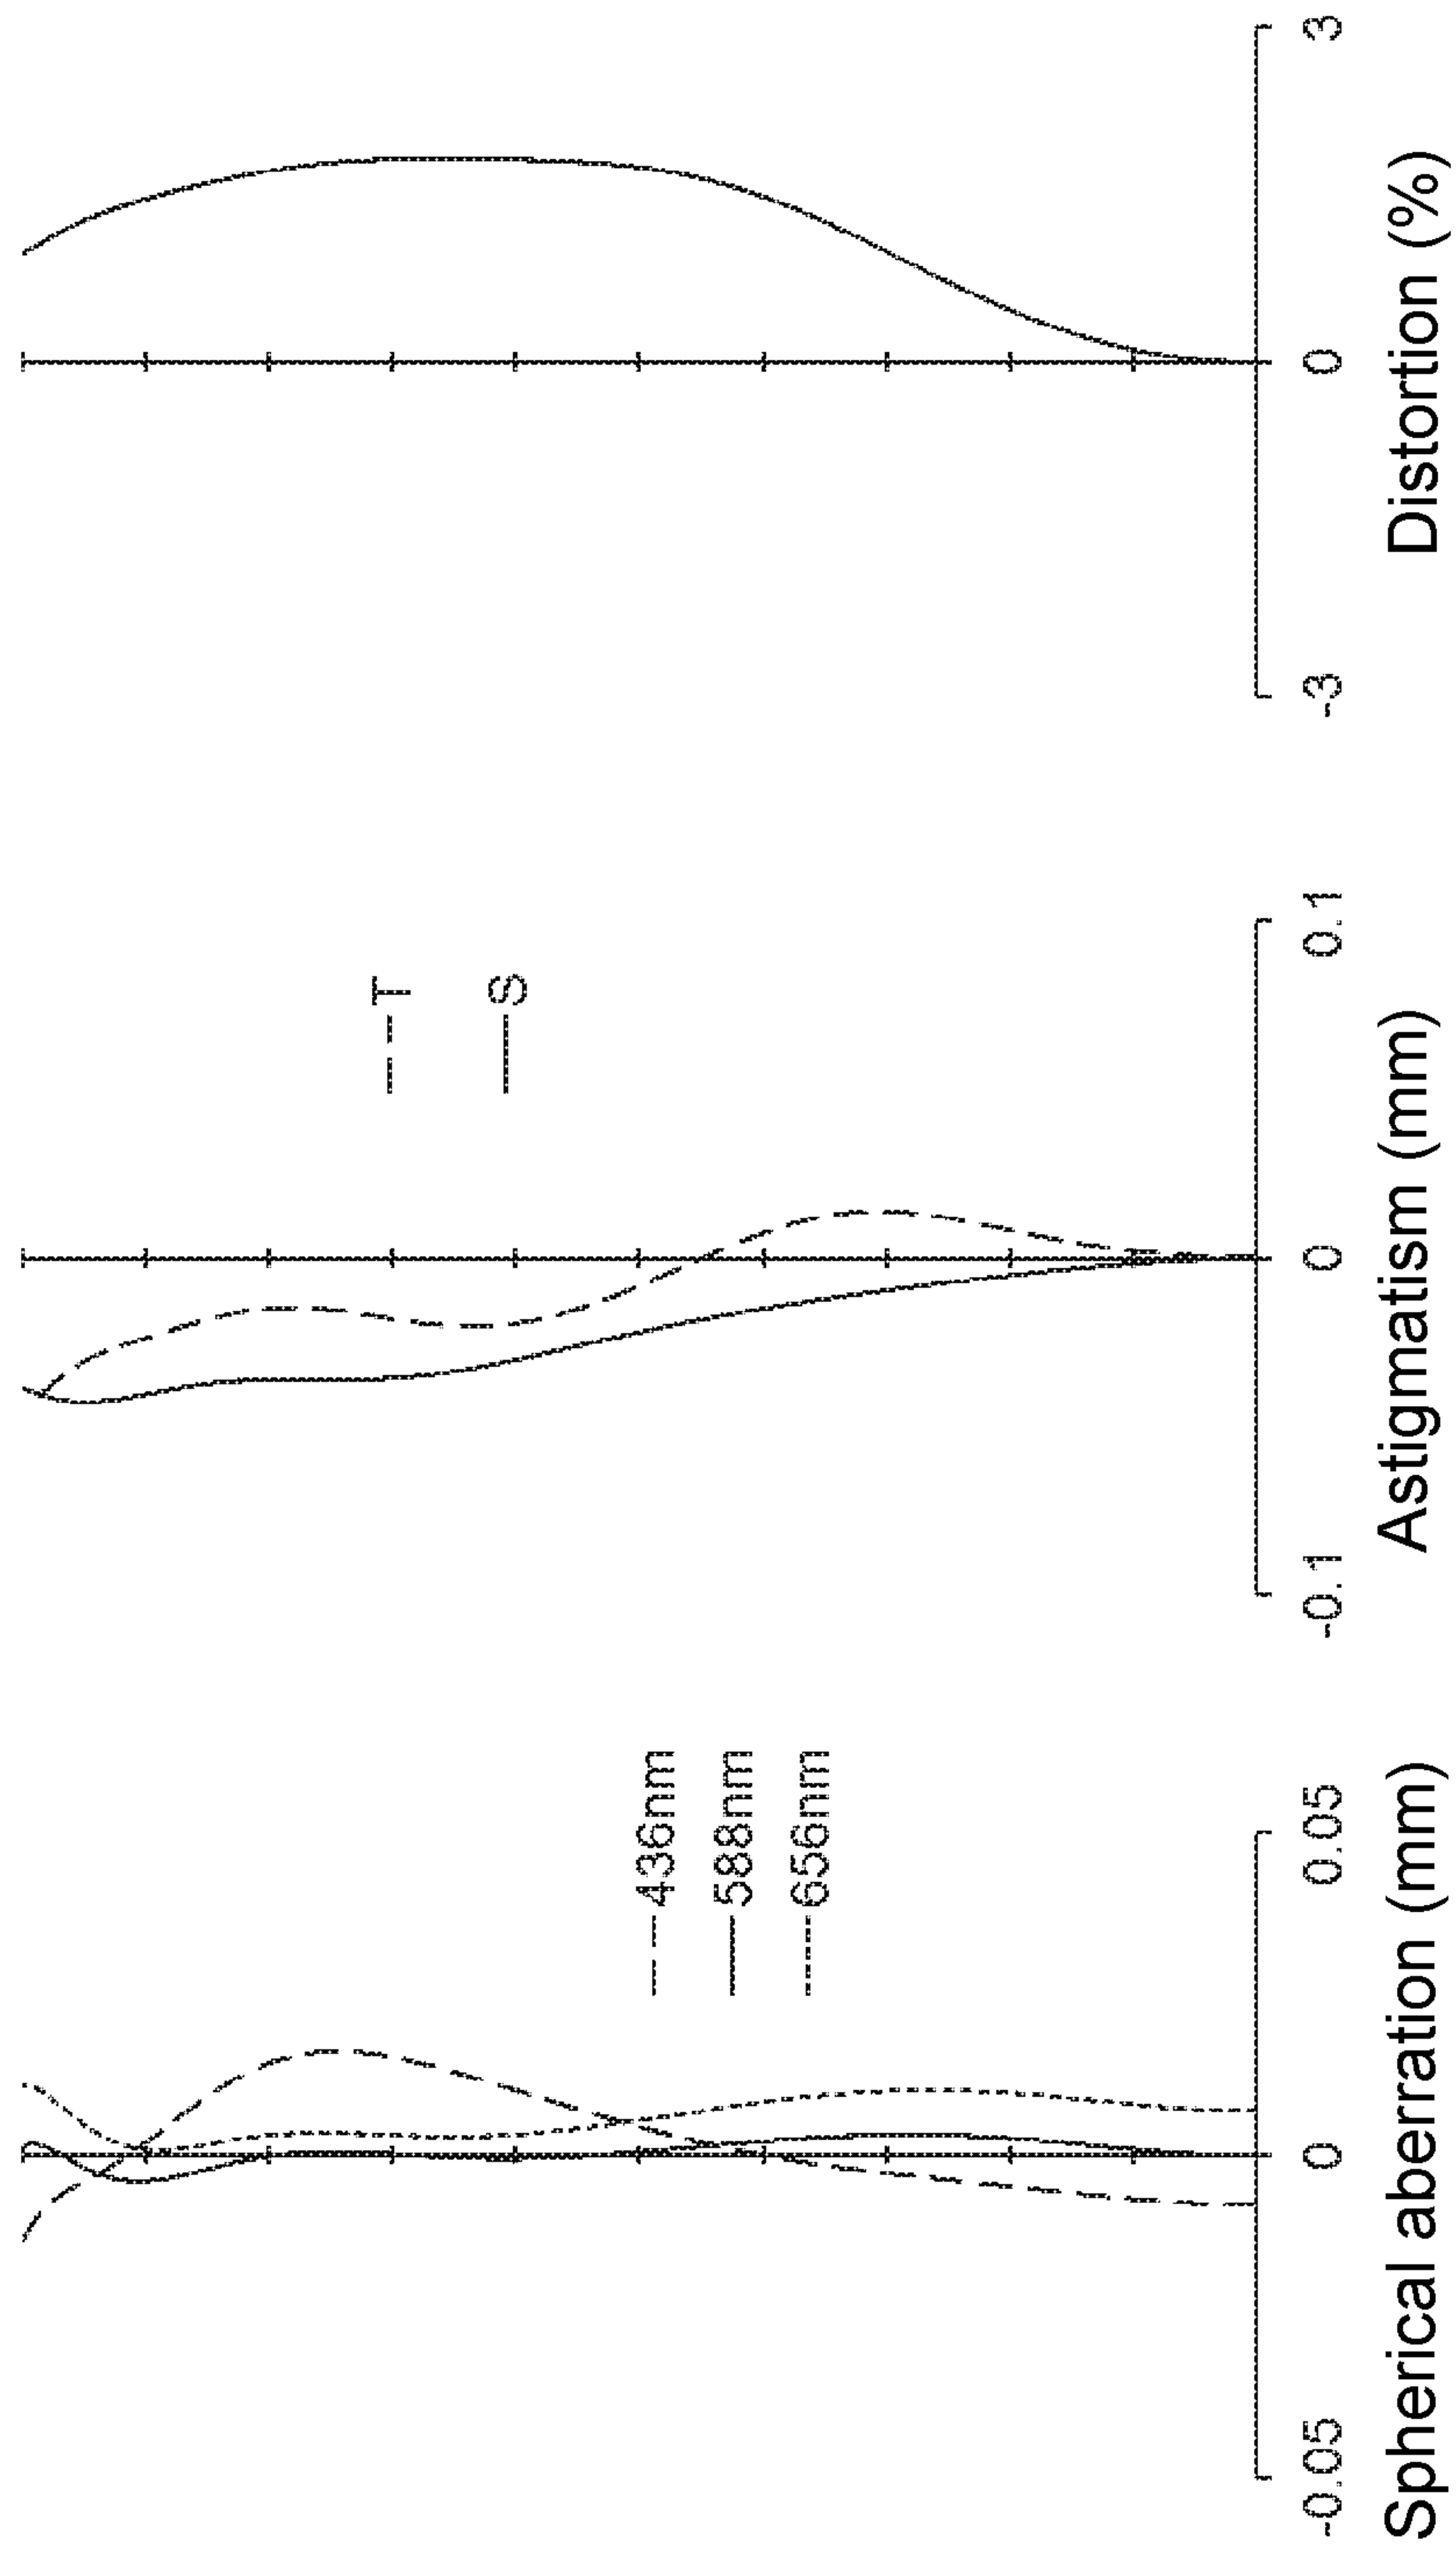 436nm
588nm
656nm
-0.05 0 0.05
Spherical aberration (mm)
T
S
-0.1 0 0.1
Astigmatism (mm)
-3 0 3
Distortion (%)